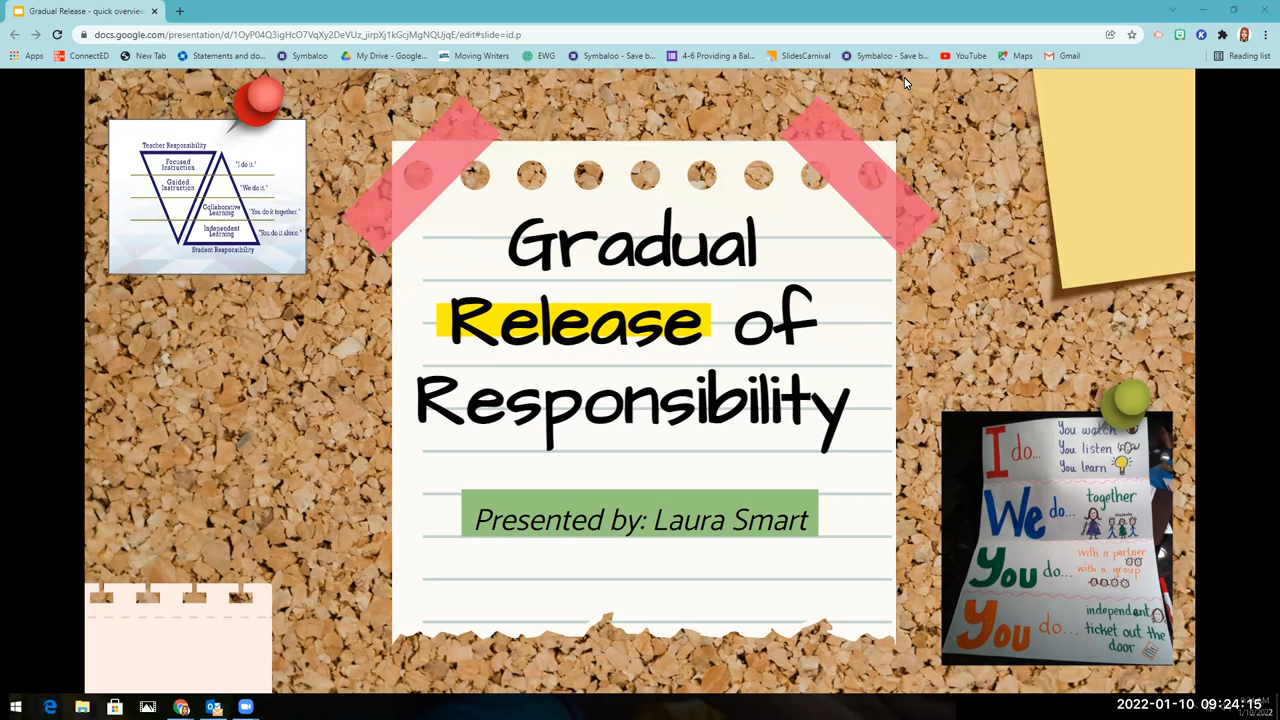 Gradual Release - quick overview
docs.google.com/presentation/d/1OyP04Q3igHcO7VqXy2DeVUz_jirpXj1kGcjMgNQUjqE/edit#slide=id.p
Apps ConnectED New Tab Statements and do... Symbaloo My Drive - Google... Moving Writers EWG Symbaloo - Save b... 4-6 Providing a Bal... SlidesCarnival Symbaloo - Save b... YouTube Maps Gmail Reading list
Teacher Responsibility
Focused
Instruction
"I do it."
Guided
Instruction
"We do it."
Collaborative
Learning
"You do it together."
Independent
Learning
"You do it alone."
Student Responsibility
Gradual
Release of
Responsibility
Presented by: Laura Smart
I do... You watch
You listen
You learn
We do... together
students
You do... with a partner
with a group
You do... independent
ticket out the
door
2022-01-10 09:24:15
1/10/2022